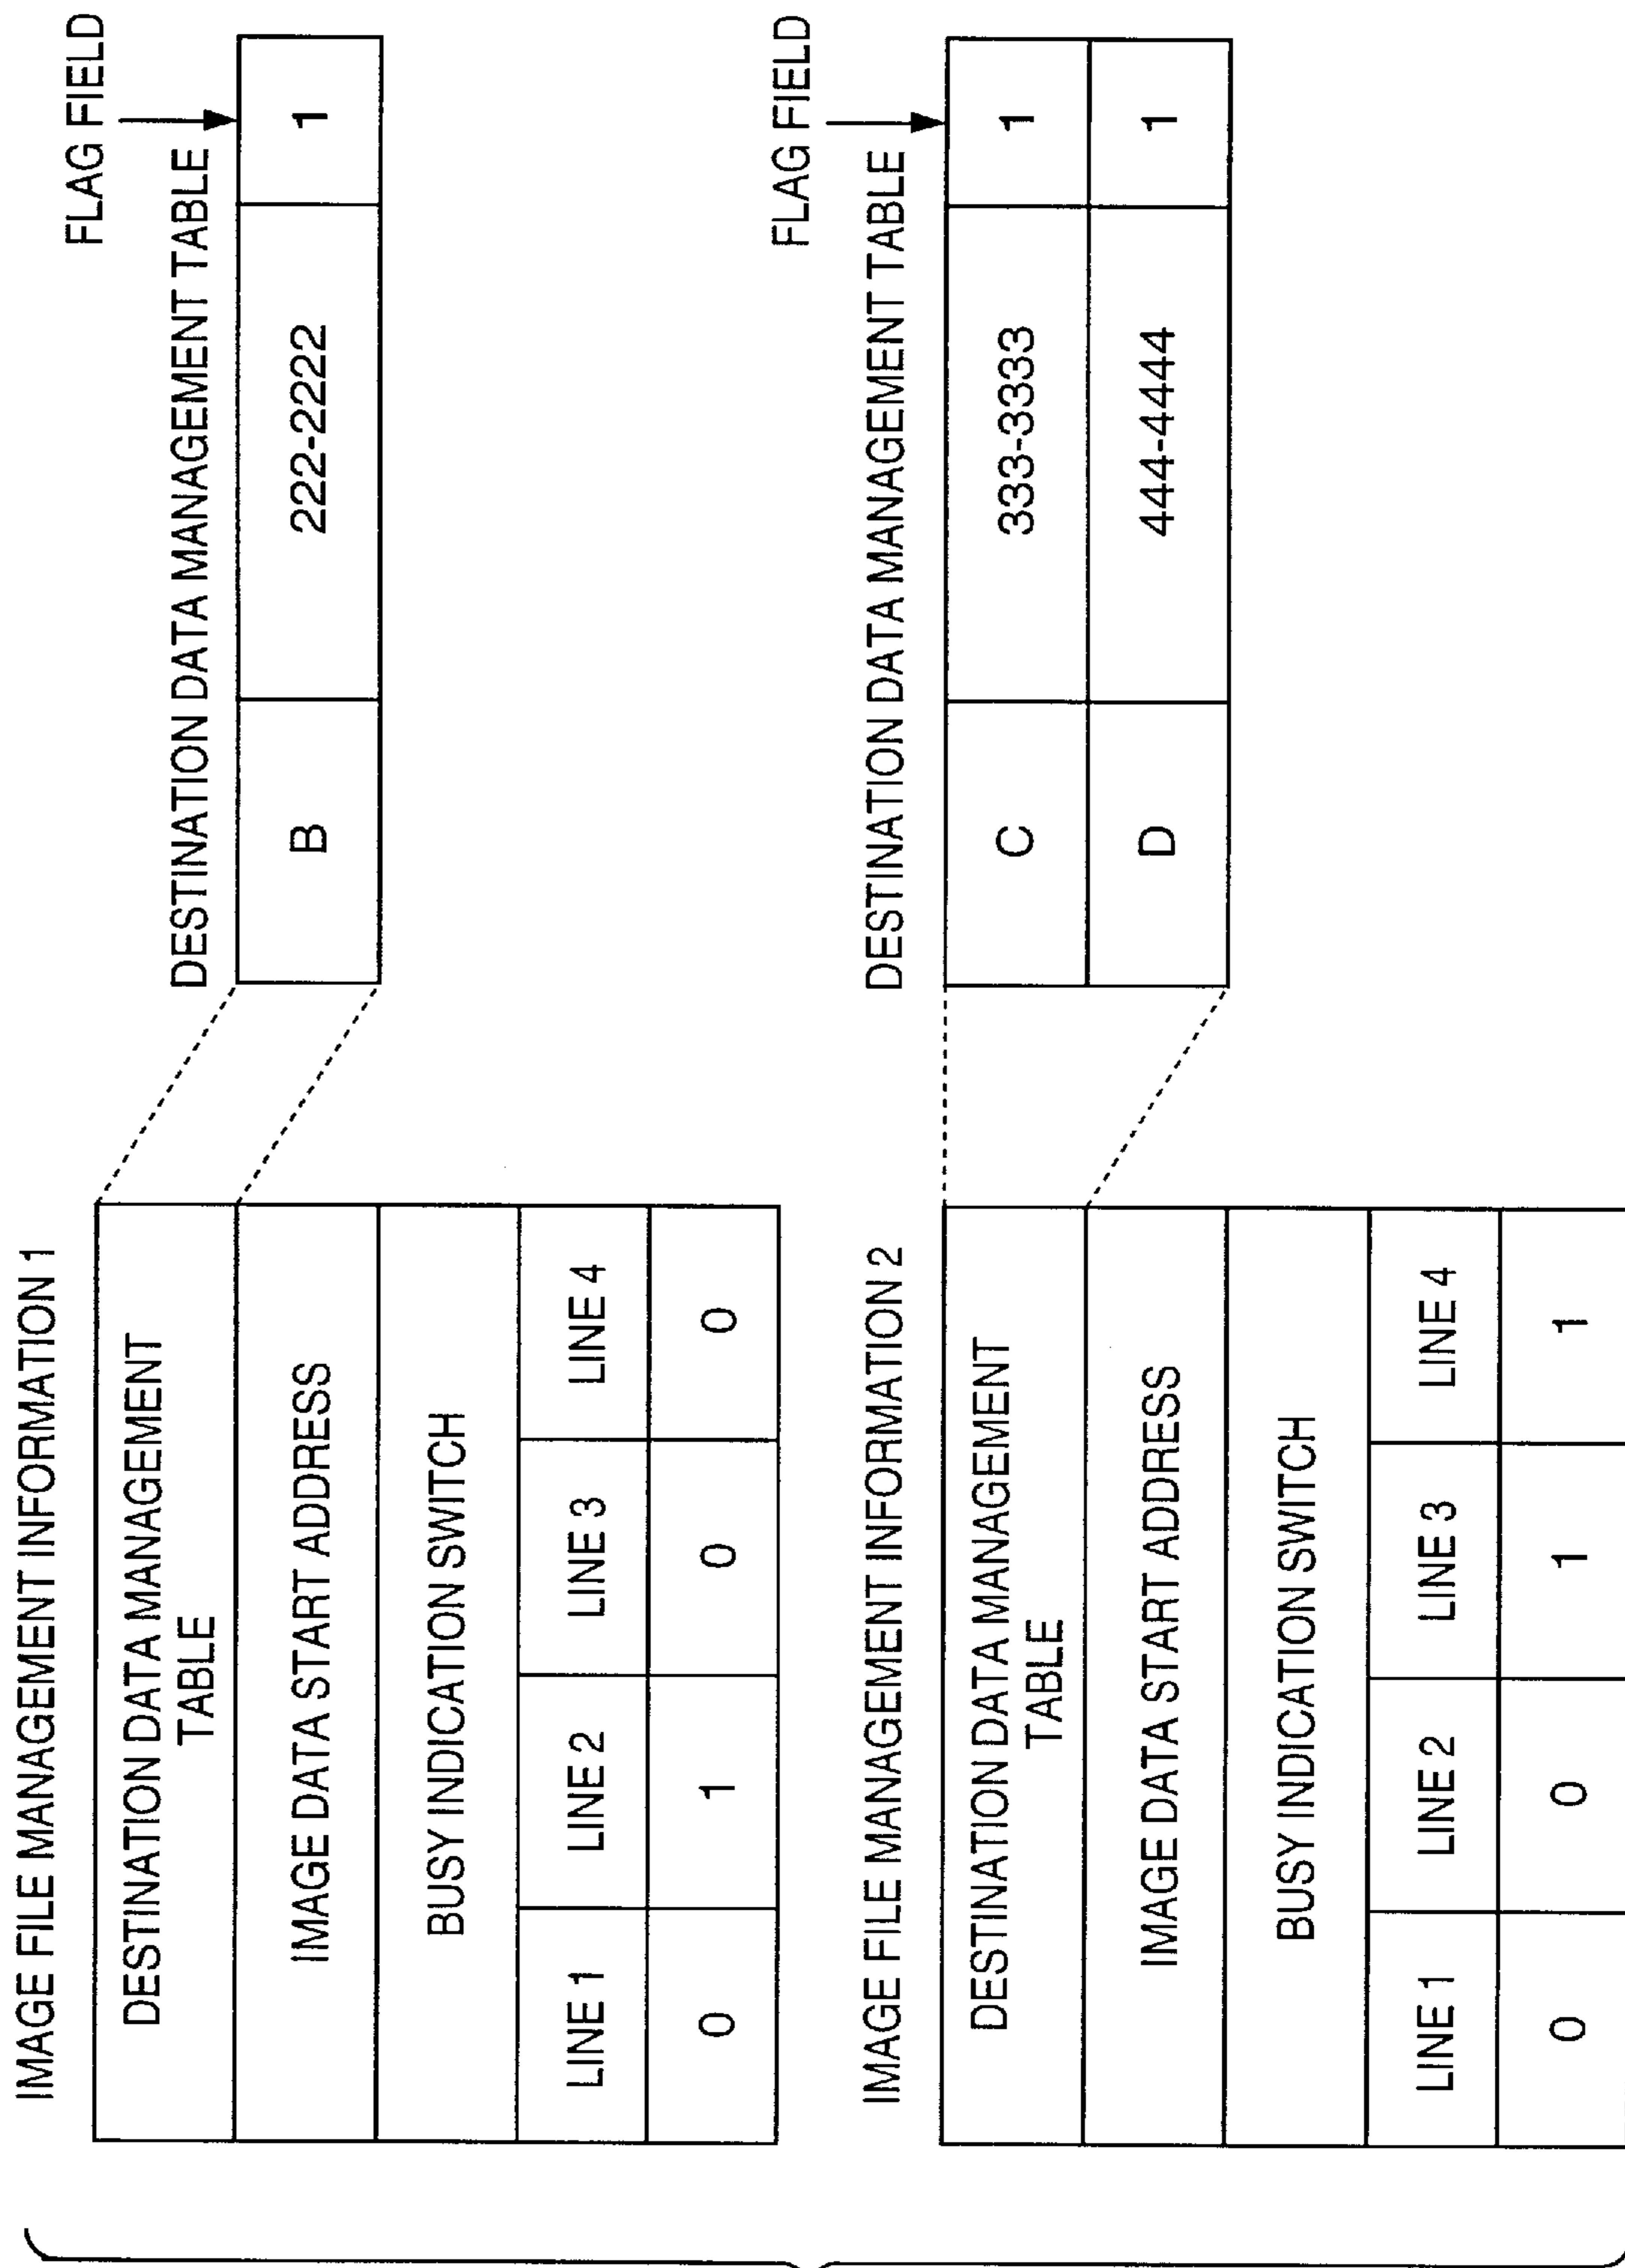 IMAGE FILE MANAGEMENT INFORMATION 1
DESTINATION DATA MANAGEMENT
TABLE
IMAGE DATA START ADDRESS
BUSY INDICATION SWITCH
LINE 1 LINE 2 LINE 3 LINE 4
0 1 0 0
FLAG FIELD
DESTINATION DATA MANAGEMENT TABLE
B 222-2222 1
IMAGE FILE MANAGEMENT INFORMATION 2
DESTINATION DATA MANAGEMENT
TABLE
IMAGE DATA START ADDRESS
BUSY INDICATION SWITCH
LINE 1 LINE 2 LINE 3 LINE 4
0 0 1 1
FLAG FIELD
DESTINATION DATA MANAGEMENT TABLE
C 333-3333 1
D 444-4444 1